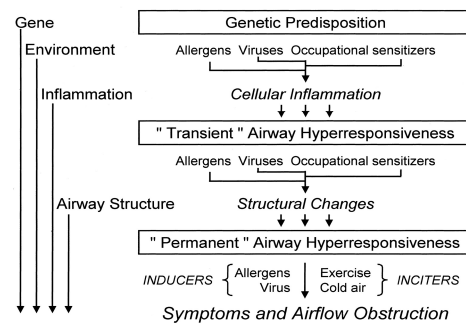 Gene
Genetic Predisposition
Environment
Allergens Viruses Occupational sensitizers
Inflammation
Cellular Inflammation
" Transient " Airway Hyperresponsiveness
Allergens Viruses Occupational sensitizers
Airway Structure
Structural Changes
" Permanent " Airway Hyperresponsiveness
INDUCERS Allergens Exercise INCITERS
Virus Cold air
Symptoms and Airflow Obstruction